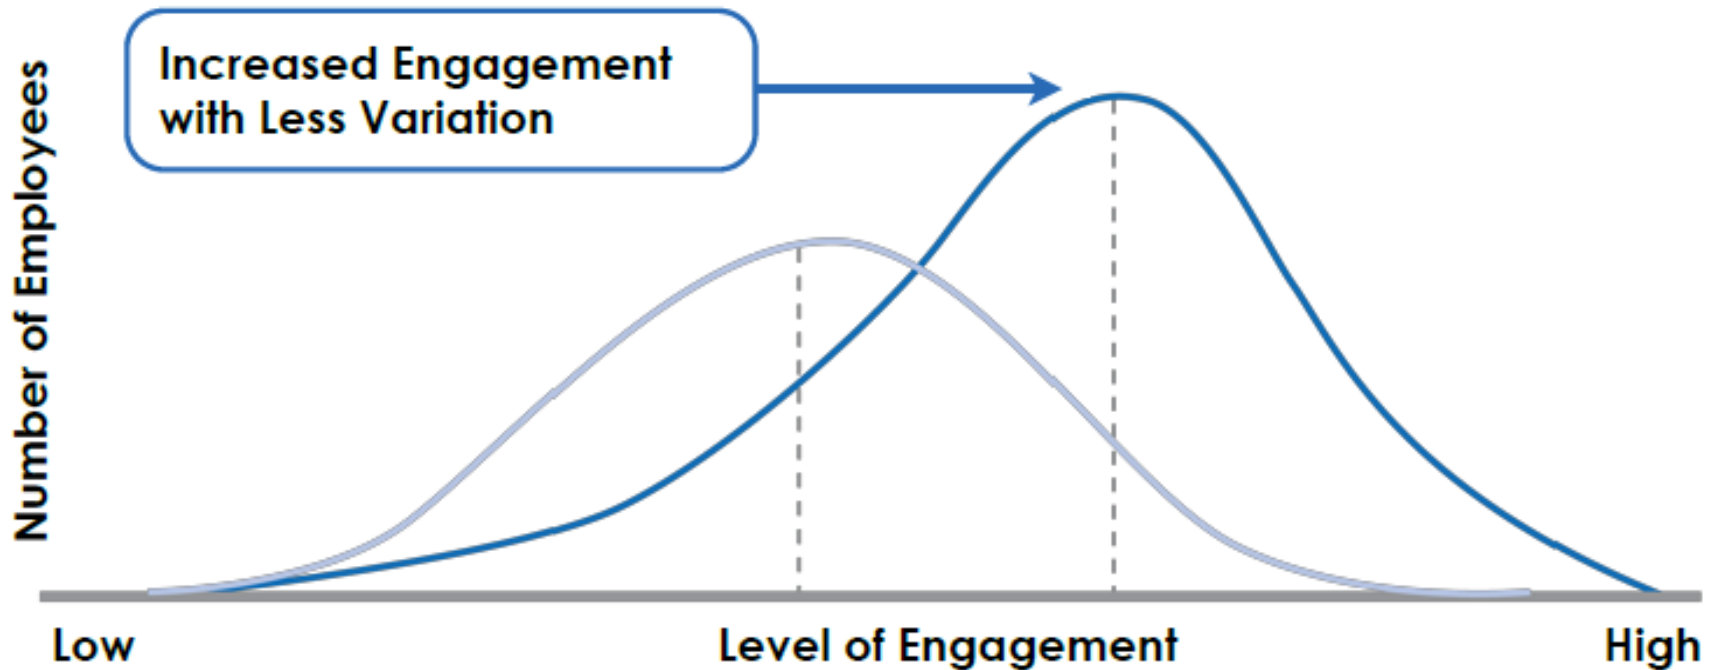 Increased Engagement
with Less Variation
Number of Employees
Low
Level of Engagement
High